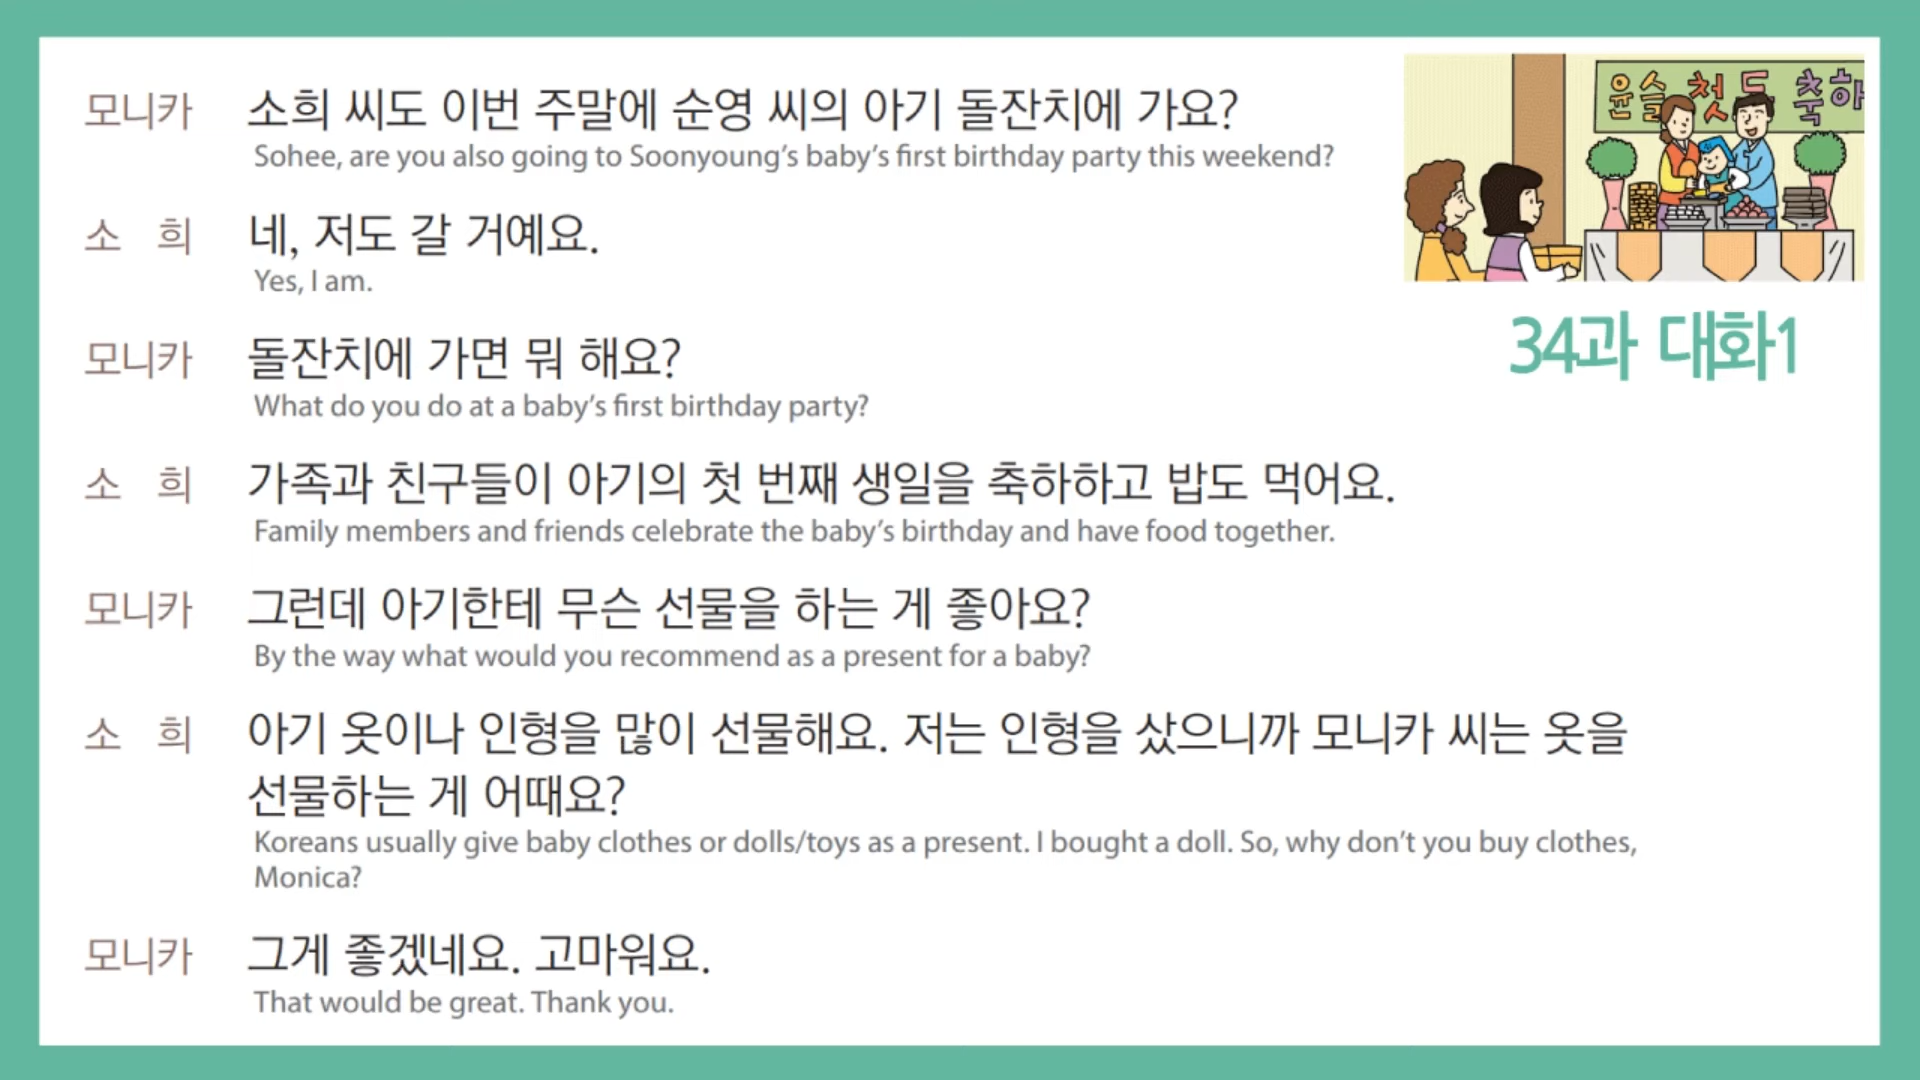 모니카 소희 씨도 이번 주말에 순영 씨의 아기 돌잔치에 가요?
Sohee, are you also going to Soonyoung's baby's first birthday party this weekend?
소 희 네, 저도 갈 거예요.
Yes, I am.
모니카 돌잔치에 가면 뭐 해요?
What do you do at a baby's first birthday party?
소 희 가족과 친구들이 아기의 첫 번째 생일을 축하하고 밥도 먹어요.
Family members and friends celebrate the baby's birthday and have food together.
모니카 그런데 아기한테 무슨 선물을 하는 게 좋아요?
By the way what would you recommend as a present for a baby?
소 희 아기 옷이나 인형을 많이 선물해요. 저는 인형을 샀으니까 모니카 씨는 옷을
선물하는 게 어때요?
Koreans usually give baby clothes or dolls/toys as a present. I bought a doll. So, why don't you buy clothes,
Monica?
모니카 그게 좋겠네요. 고마워요.
That would be great. Thank you.
윤슬 첫 축하
34과 대화1